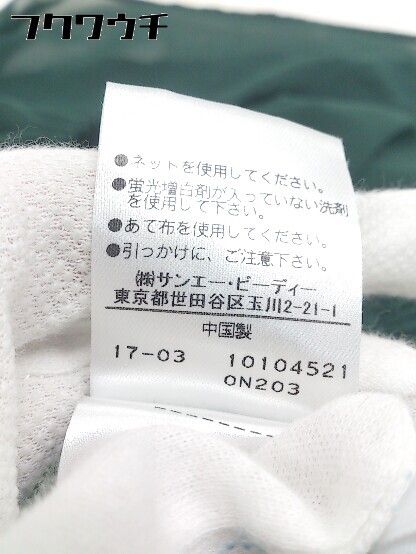 フクウロウチ
●ネットを使用してください。
●蛍光増白剤が入っていない洗剤
を使用して下さい。
●あて布を使用してください。
●引っかけに、ご注意下さい。
㈱サンエー・ビーディー
東京都世田谷区玉川2-21-1
中国製
17-03 10104521
0N203